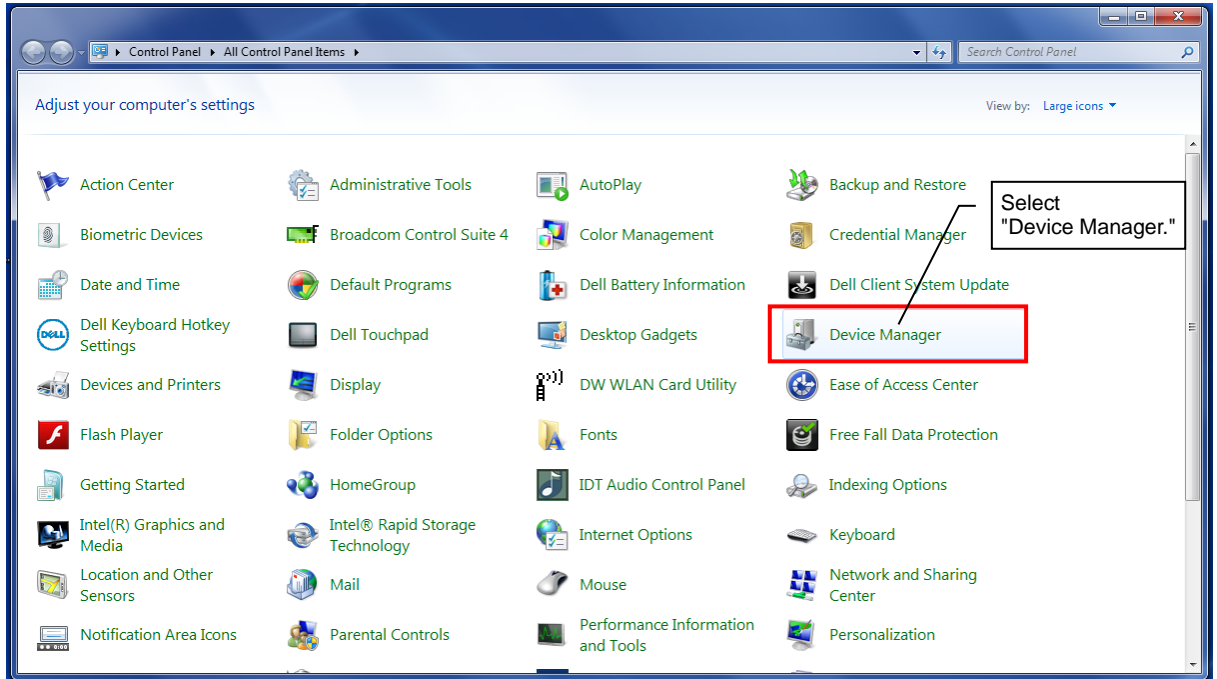 Control Panel ▸ All Control Panel Items ▸
Search Control Panel
Adjust your computer's settings
View by: Large icons
Action Center
Administrative Tools
AutoPlay
Backup and Restore
Select
"Device Manager."
Biometric Devices
Broadcom Control Suite 4
Color Management
Credential Manager
Date and Time
Default Programs
Dell Battery Information
Dell Client System Update
DELL
Dell Keyboard Hotkey
Settings
Dell Touchpad
Desktop Gadgets
Device Manager
Devices and Printers
Display
DW WLAN Card Utility
Ease of Access Center
Flash Player
Folder Options
Fonts
Free Fall Data Protection
Getting Started
HomeGroup
IDT Audio Control Panel
Indexing Options
Intel(R) Graphics and
Media
Intel® Rapid Storage
Technology
Internet Options
Keyboard
Location and Other
Sensors
Mail
Mouse
Network and Sharing
Center
Notification Area Icons
Parental Controls
Performance Information
and Tools
Personalization